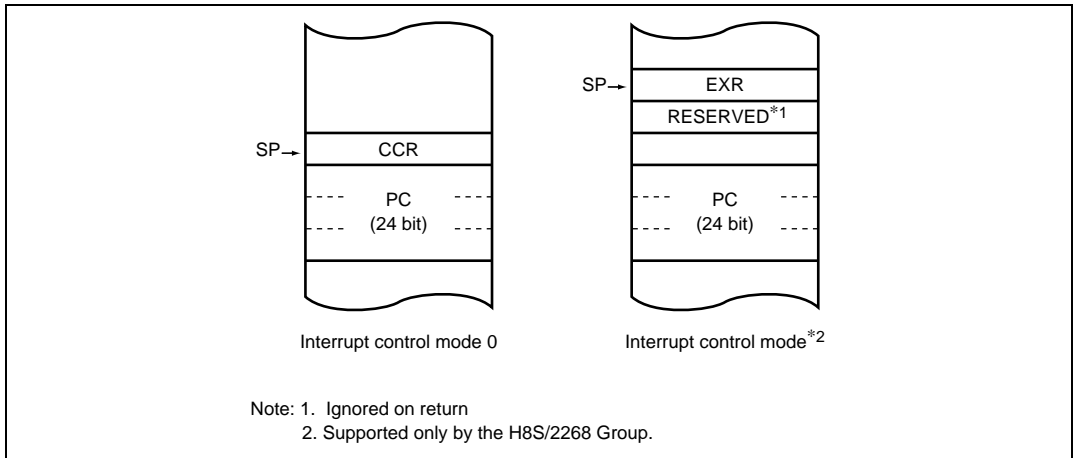 SP
CCR
PC
(24 bit)
Interrupt control mode 0
SP
EXR
RESERVED*1
PC
(24 bit)
Interrupt control mode*2
Note: 1. Ignored on return
2. Supported only by the H8S/2268 Group.